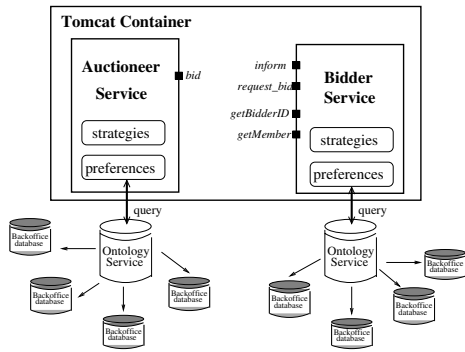 Tomcat Container
Auctioneer
Service
bid
strategies
preferences
inform
request_bid
getBidderID
getMember
Bidder
Service
strategies
preferences
query
query
Ontology
Service
Backoffice
database
Backoffice
database
Backoffice
database
Backoffice
database
Ontology
Service
Backoffice
database
Backoffice
database
Backoffice
database
Backoffice
database